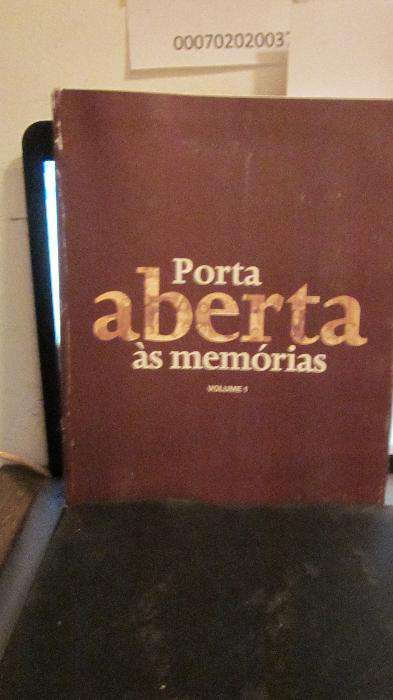 00070202003
Porta
aberta
às memórias
VOLUME 1